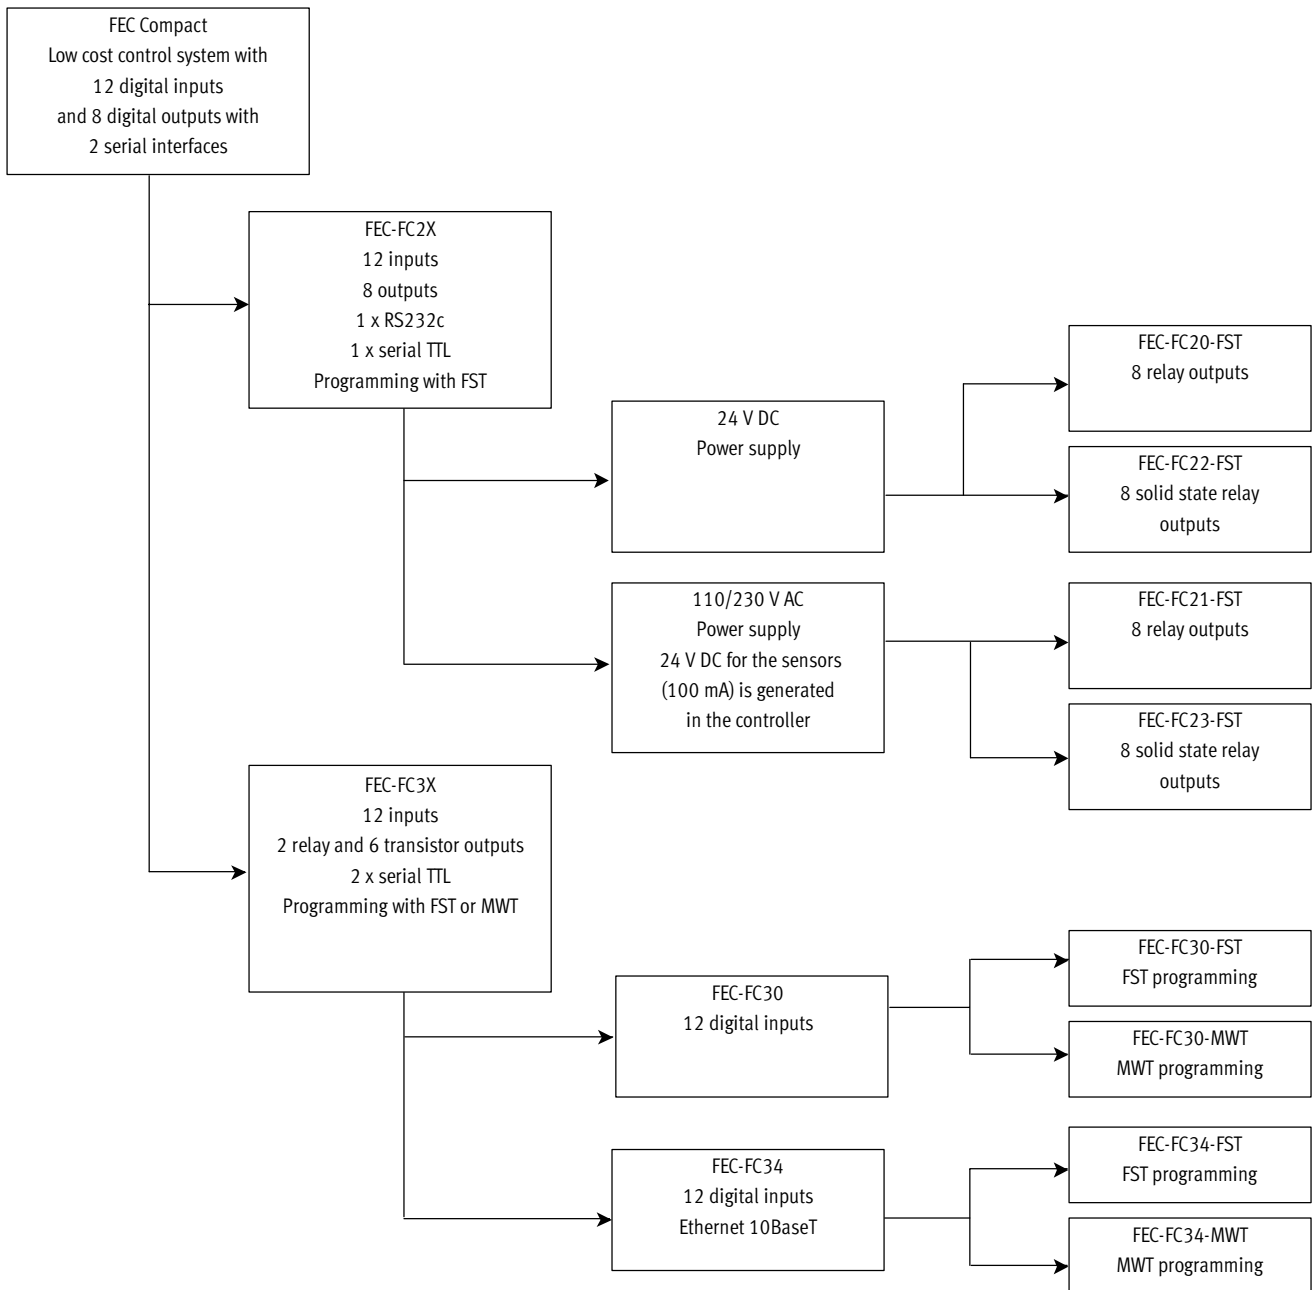 FEC Compact
Low cost control system with
12 digital inputs
and 8 digital outputs with
2 serial interfaces
FEC-FC2X
12 inputs
8 outputs
1 x RS232c
1 x serial TTL
Programming with FST
24 V DC
Power supply
FEC-FC20-FST
8 relay outputs
FEC-FC22-FST
8 solid state relay
outputs
110/230 V AC
Power supply
24 V DC for the sensors
(100 mA) is generated
in the controller
FEC-FC21-FST
8 relay outputs
FEC-FC23-FST
8 solid state relay
outputs
FEC-FC3X
12 inputs
2 relay and 6 transistor outputs
2 x serial TTL
Programming with FST or MWT
FEC-FC30
12 digital inputs
FEC-FC30-FST
FST programming
FEC-FC30-MWT
MWT programming
FEC-FC34
12 digital inputs
Ethernet 10BaseT
FEC-FC34-FST
FST programming
FEC-FC34-MWT
MWT programming